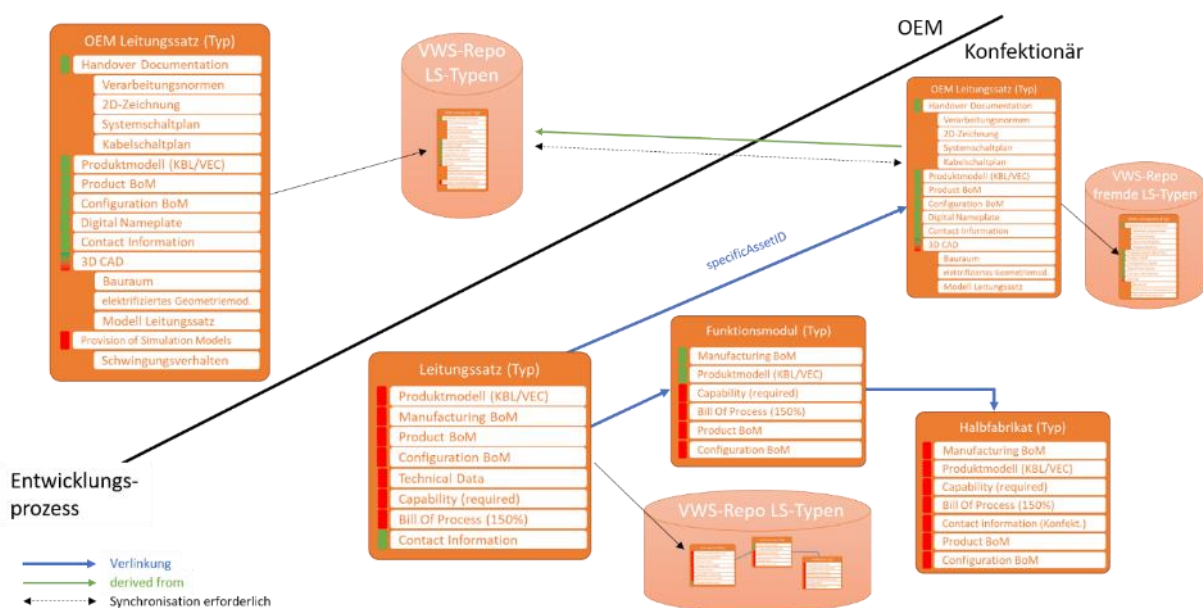 OEM Leitungssatz (Typ)
Handover Documentation
Verarbeitungsnormen
2D-Zeichnung
Systemschaltplan
Kabelschaltplan
Produktmodell (KBL/VEC)
Product BoM
Configuration BoM
Digital Nameplate
Contact Information
3D CAD
Bauraum
elektrifiziertes Geometriemod.
Modell Leitungssatz
Provision of Simulation Models
Schwingungsverhalten
VWS-Repo
LS-Typen
OEM
Konfektionär
OEM Leitungssatz (Typ)
Handover Documentation
Verarbeitungsnormen
2D-Zeichnung
Systemschaltplan
Kabelschaltplan
Produktmodell (KBL/VEC)
Product BoM
Configuration BoM
Digital Nameplate
Contact Information
3D CAD
Bauraum
elektrifiziertes Geometriemod.
Modell Leitungssatz
VWS-Repo
fremde LS-Typen
specificAssetID
Leitungssatz (Typ)
Produktmodell (KBL/VEC)
Manufacturing BoM
Product BoM
Configuration BoM
Technical Data
Capability (required)
Bill Of Process (150%)
Contact Information
Funktionsmodul (Typ)
Manufacturing BoM
Produktmodell (KBL/VEC)
Capability (required)
Bill Of Process (150%)
Product BoM
Configuration BoM
Halbfabrikat (Typ)
Manufacturing BoM
Produktmodell (KBL/VEC)
Capability (required)
Bill Of Process (150%)
Contact Information (Konfekt.)
Product BoM
Configuration BoM
VWS-Repo LS-Typen
Entwicklungs-
prozess
Verlinkung
derived from
Synchronisation erforderlich